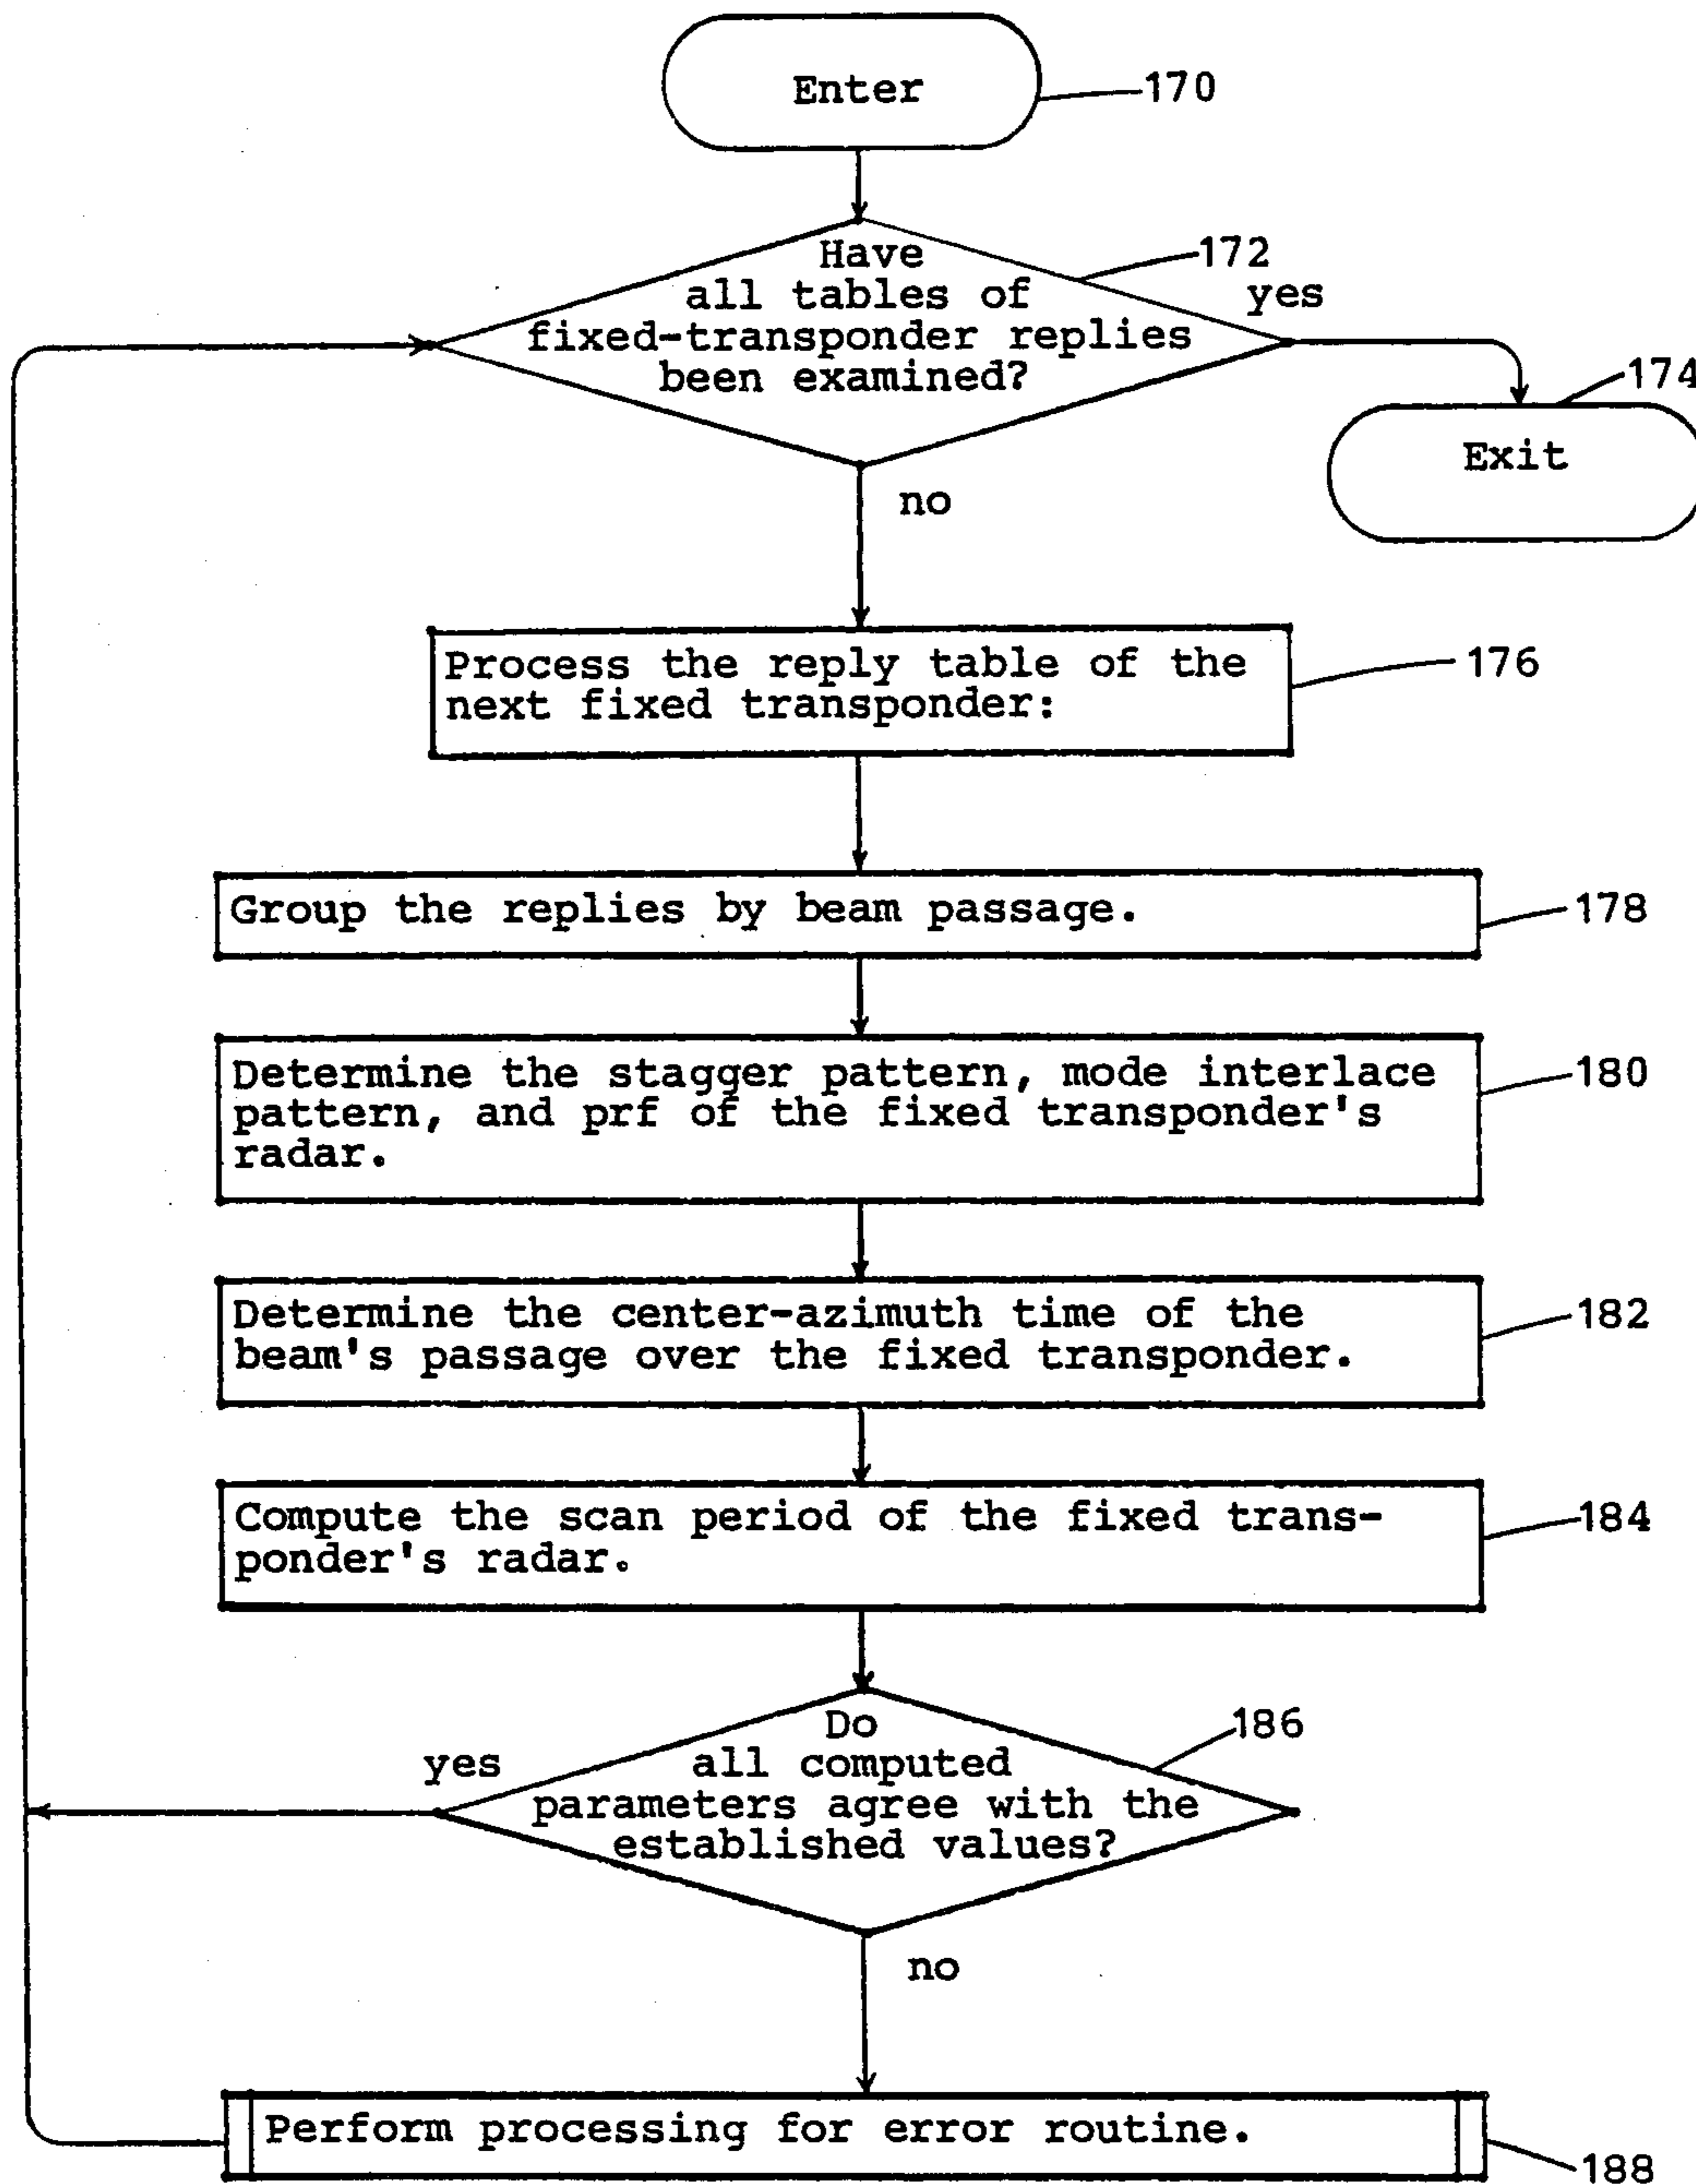 Enter
170
Have
all tables of
fixed-transponder replies
been examined?
172
yes
174
Exit
no
Process the reply table of the
next fixed transponder:
176
Group the replies by beam passage.
178
Determine the stagger pattern, mode interlace
pattern, and prf of the fixed transponder's
radar.
180
Determine the center-azimuth time of the
beam's passage over the fixed transponder.
182
Compute the scan period of the fixed trans-
ponder's radar.
184
Do
all computed
parameters agree with the
established values?
186
yes
no
Perform processing for error routine.
188